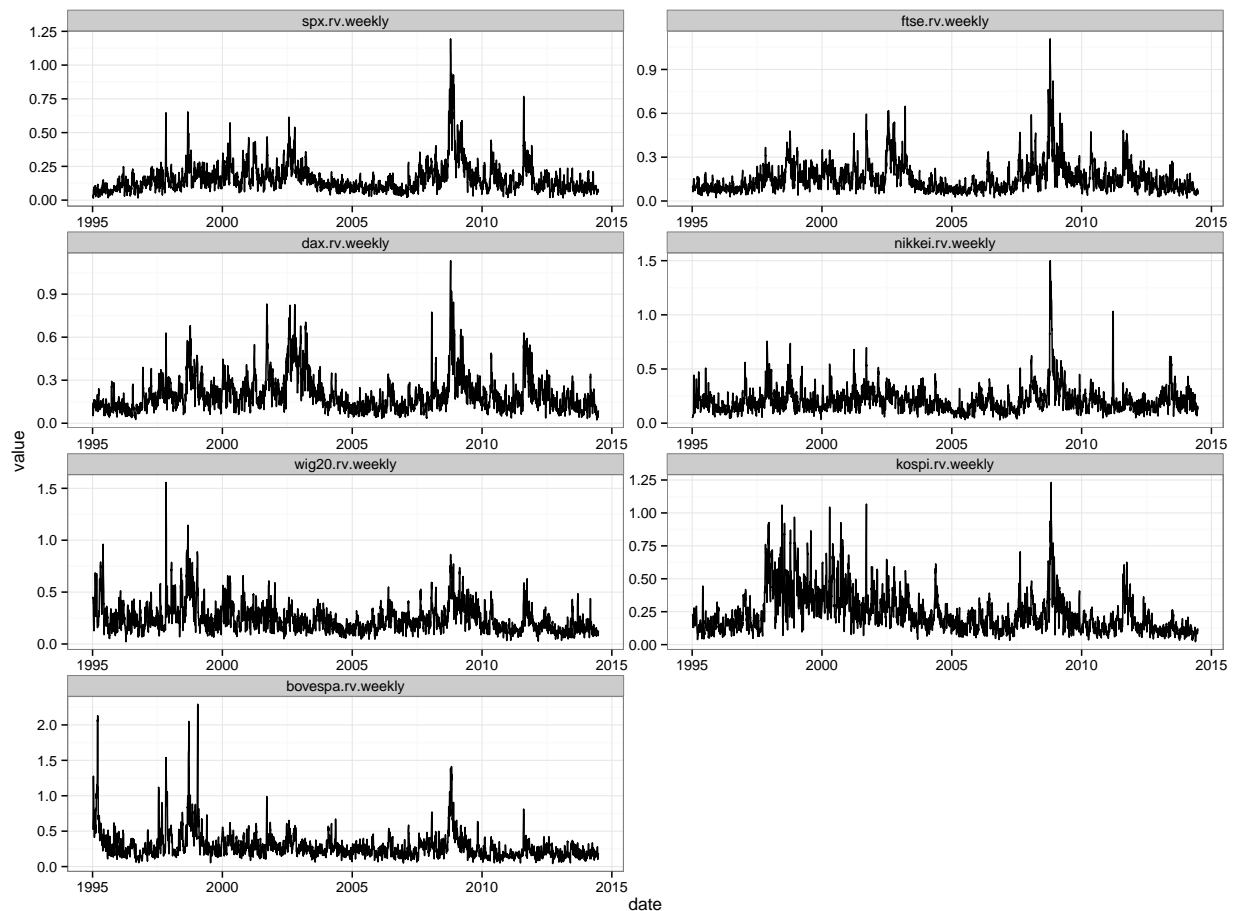 spx.rv.weekly
1.25
1.00
0.75
0.50
0.25
0.00
1995 2000 2005 2010 2015
ftse.rv.weekly
0.9
0.6
0.3
0.0
1995 2000 2005 2010 2015
dax.rv.weekly
0.9
0.6
0.3
0.0
1995 2000 2005 2010 2015
nikkei.rv.weekly
1.5
1.0
0.5
0.0
1995 2000 2005 2010 2015
value
wig20.rv.weekly
1.5
1.0
0.5
0.0
1995 2000 2005 2010 2015
kospi.rv.weekly
1.25
1.00
0.75
0.50
0.25
0.00
1995 2000 2005 2010 2015
bovespa.rv.weekly
2.0
1.5
1.0
0.5
0.0
1995 2000 2005 2010 2015
date